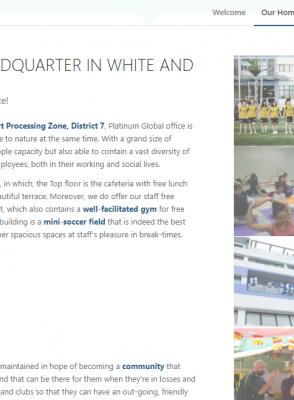 Welcome Our Hom
DQUARTER IN WHITE AND
ce!
rt Processing Zone, District 7, Platinum Global office is
e to nature at the same time. With a grand size of
ple capacity but also able to contain a vast diversity of
ployees, both in their working and social lives.
, in which, the Top floor is the cafeteria with free lunch
utiful terrace. Moreover, we do offer our staff free
t, which also contains a well-facilitated gym for free
building is a mini-soccer field that is indeed the best
er spacious spaces at staff's pleasure in break-times.
maintained in hope of becoming a community that
nd that can be there for them when they're in losses and
and clubs so that they can have an out-going, friendly